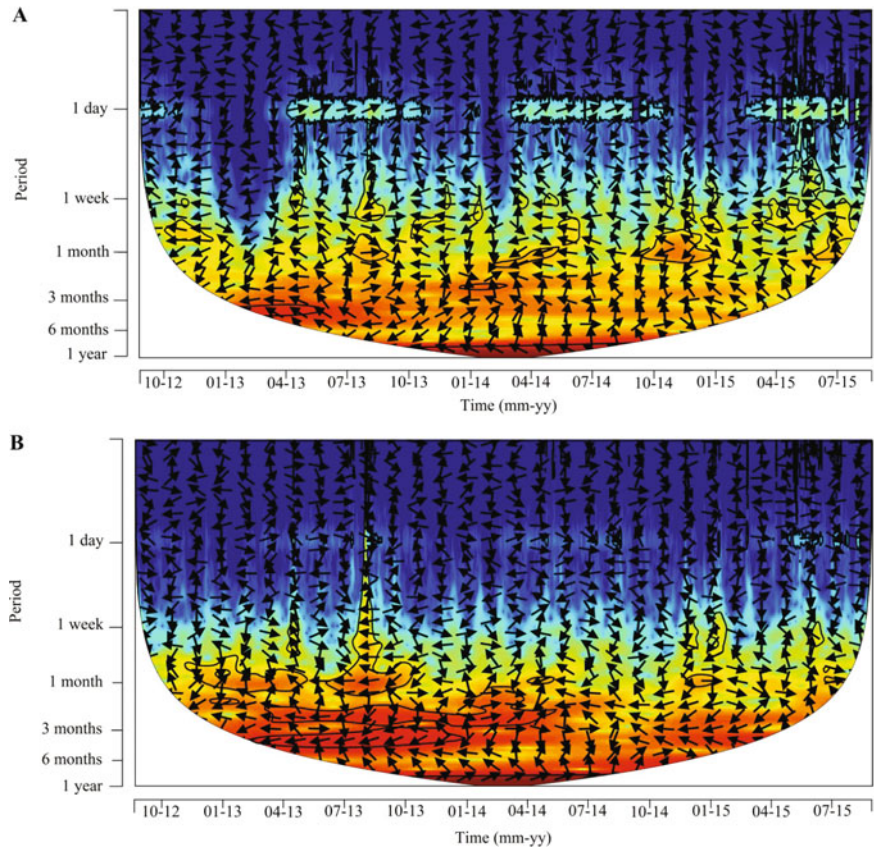 A
Period
1 day
1 week
1 month
3 months
6 months
1 year
10-12 01-13 04-13 07-13 10-13 01-14 04-14 07-14 10-14 01-15 04-15 07-15
Time (mm-yy)
B
Period
1 day
1 week
1 month
3 months
6 months
1 year
10-12 01-13 04-13 07-13 10-13 01-14 04-14 07-14 10-14 01-15 04-15 07-15
Time (mm-yy)